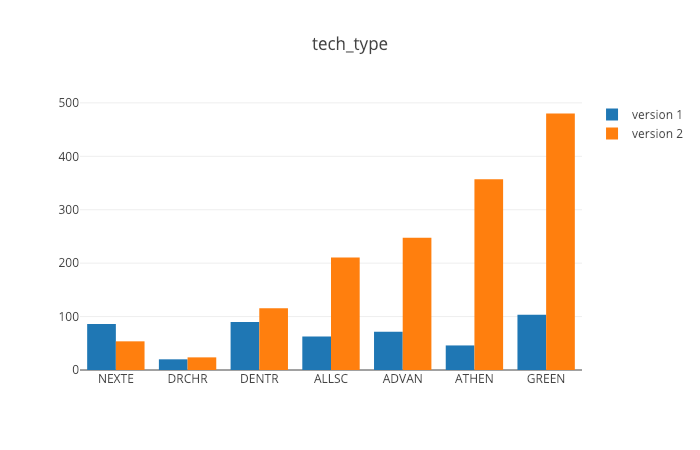 tech_type
version 1
version 2
500
400
300
200
100
0
NEXTE DRCHR DENTR ALLSC ADVAN ATHEN GREEN